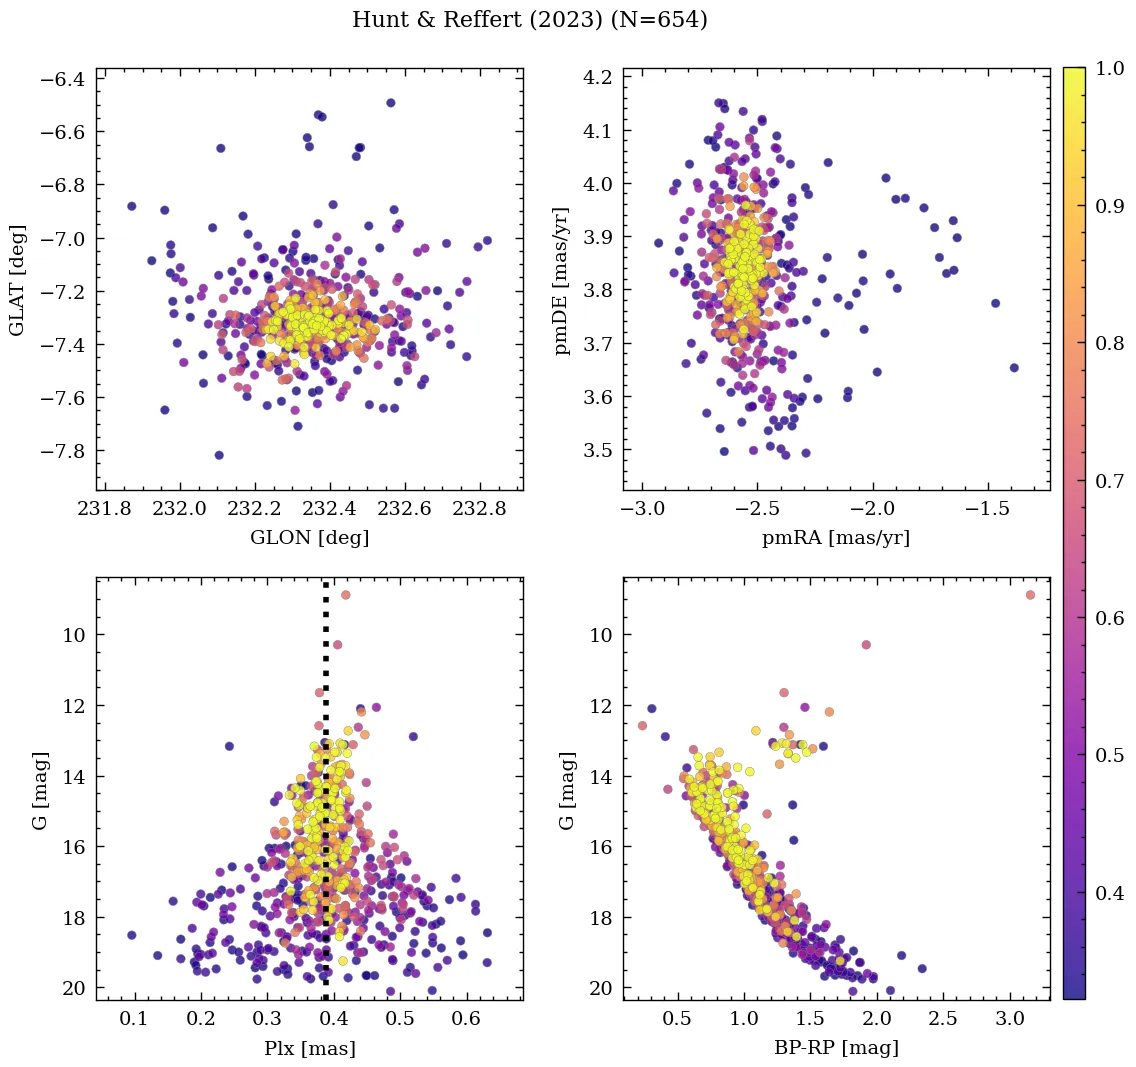 Hunt & Reffert (2023) (N=654)
−6.4
−6.6
−6.8
−7.0
−7.2
−7.4
−7.6
−7.8
GLAT [deg]
231.8 232.0 232.2 232.4 232.6 232.8
GLON [deg]
4.2
4.1
4.0
3.9
3.8
3.7
3.6
3.5
pmDE [mas/yr]
−3.0 −2.5 −2.0 −1.5
pmRA [mas/yr]
10
12
14
16
18
20
G [mag]
0.1 0.2 0.3 0.4 0.5 0.6
Plx [mas]
10
12
14
16
18
20
G [mag]
0.5 1.0 1.5 2.0 2.5 3.0
BP-RP [mag]
1.0
0.9
0.8
0.7
0.6
0.5
0.4